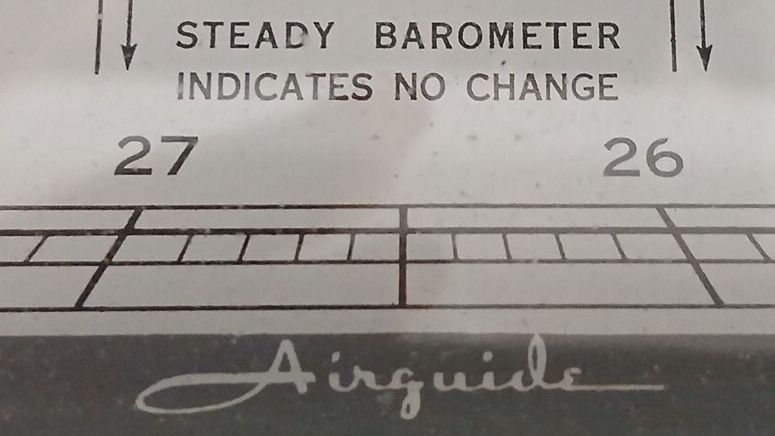 STEADY BAROMETER
INDICATES NO CHANGE
27 26
Airguide